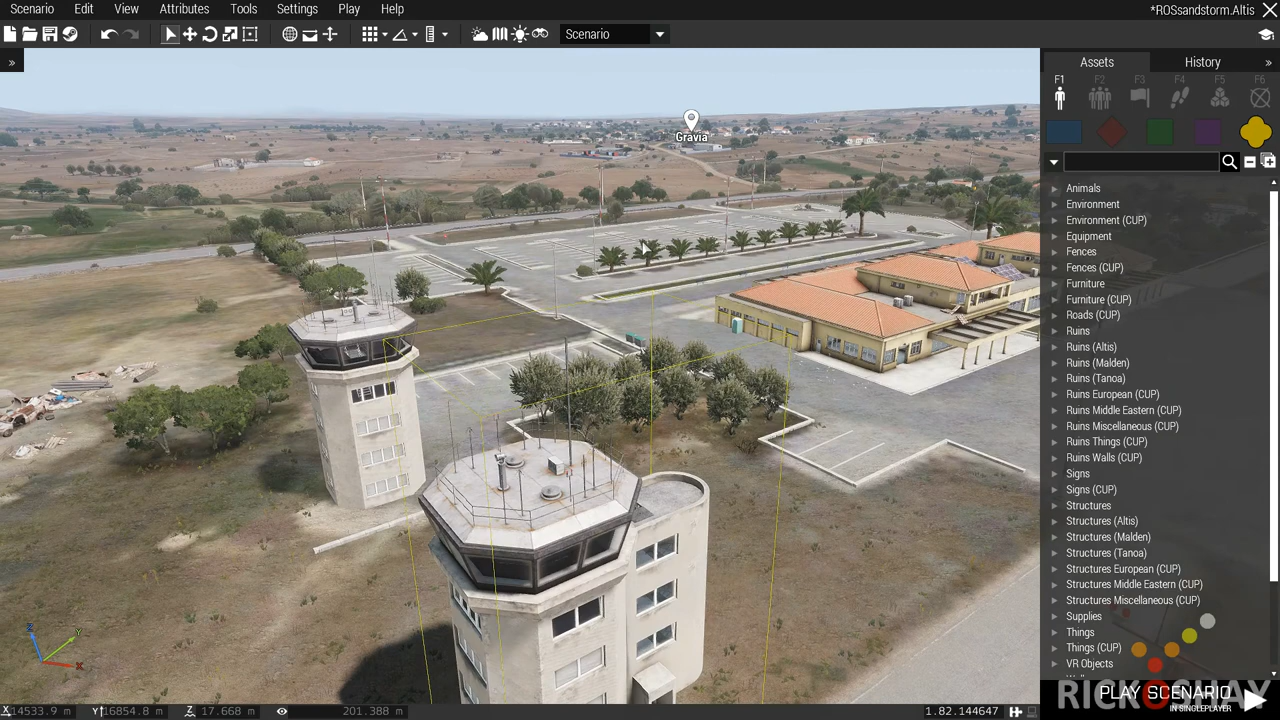 Scenario Edit View Attributes Tools Settings Play Help *ROSsandstorm.Altis
Scenario
Assets History
F1 F2 F3 F4 F5 F6
Gravia
Animals
Environment
Environment (CUP)
Equipment
Fences
Fences (CUP)
Furniture
Furniture (CUP)
Roads (CUP)
Ruins
Ruins (Altis)
Ruins (Malden)
Ruins (Tanoa)
Ruins European (CUP)
Ruins Middle Eastern (CUP)
Ruins Miscellaneous (CUP)
Ruins Things (CUP)
Ruins Walls (CUP)
Signs
Signs (CUP)
Structures
Structures (Altis)
Structures (Malden)
Structures (Tanoa)
Structures European (CUP)
Structures Middle Eastern (CUP)
Structures Miscellaneous (CUP)
Supplies
Things
Things (CUP)
VR Objects
PLAY SCENARIO
IN SINGLEPLAYER
Z Y X
X 14533.9 m Y 16854.8 m Z 17.668 m 201.388 m 1.82.144647